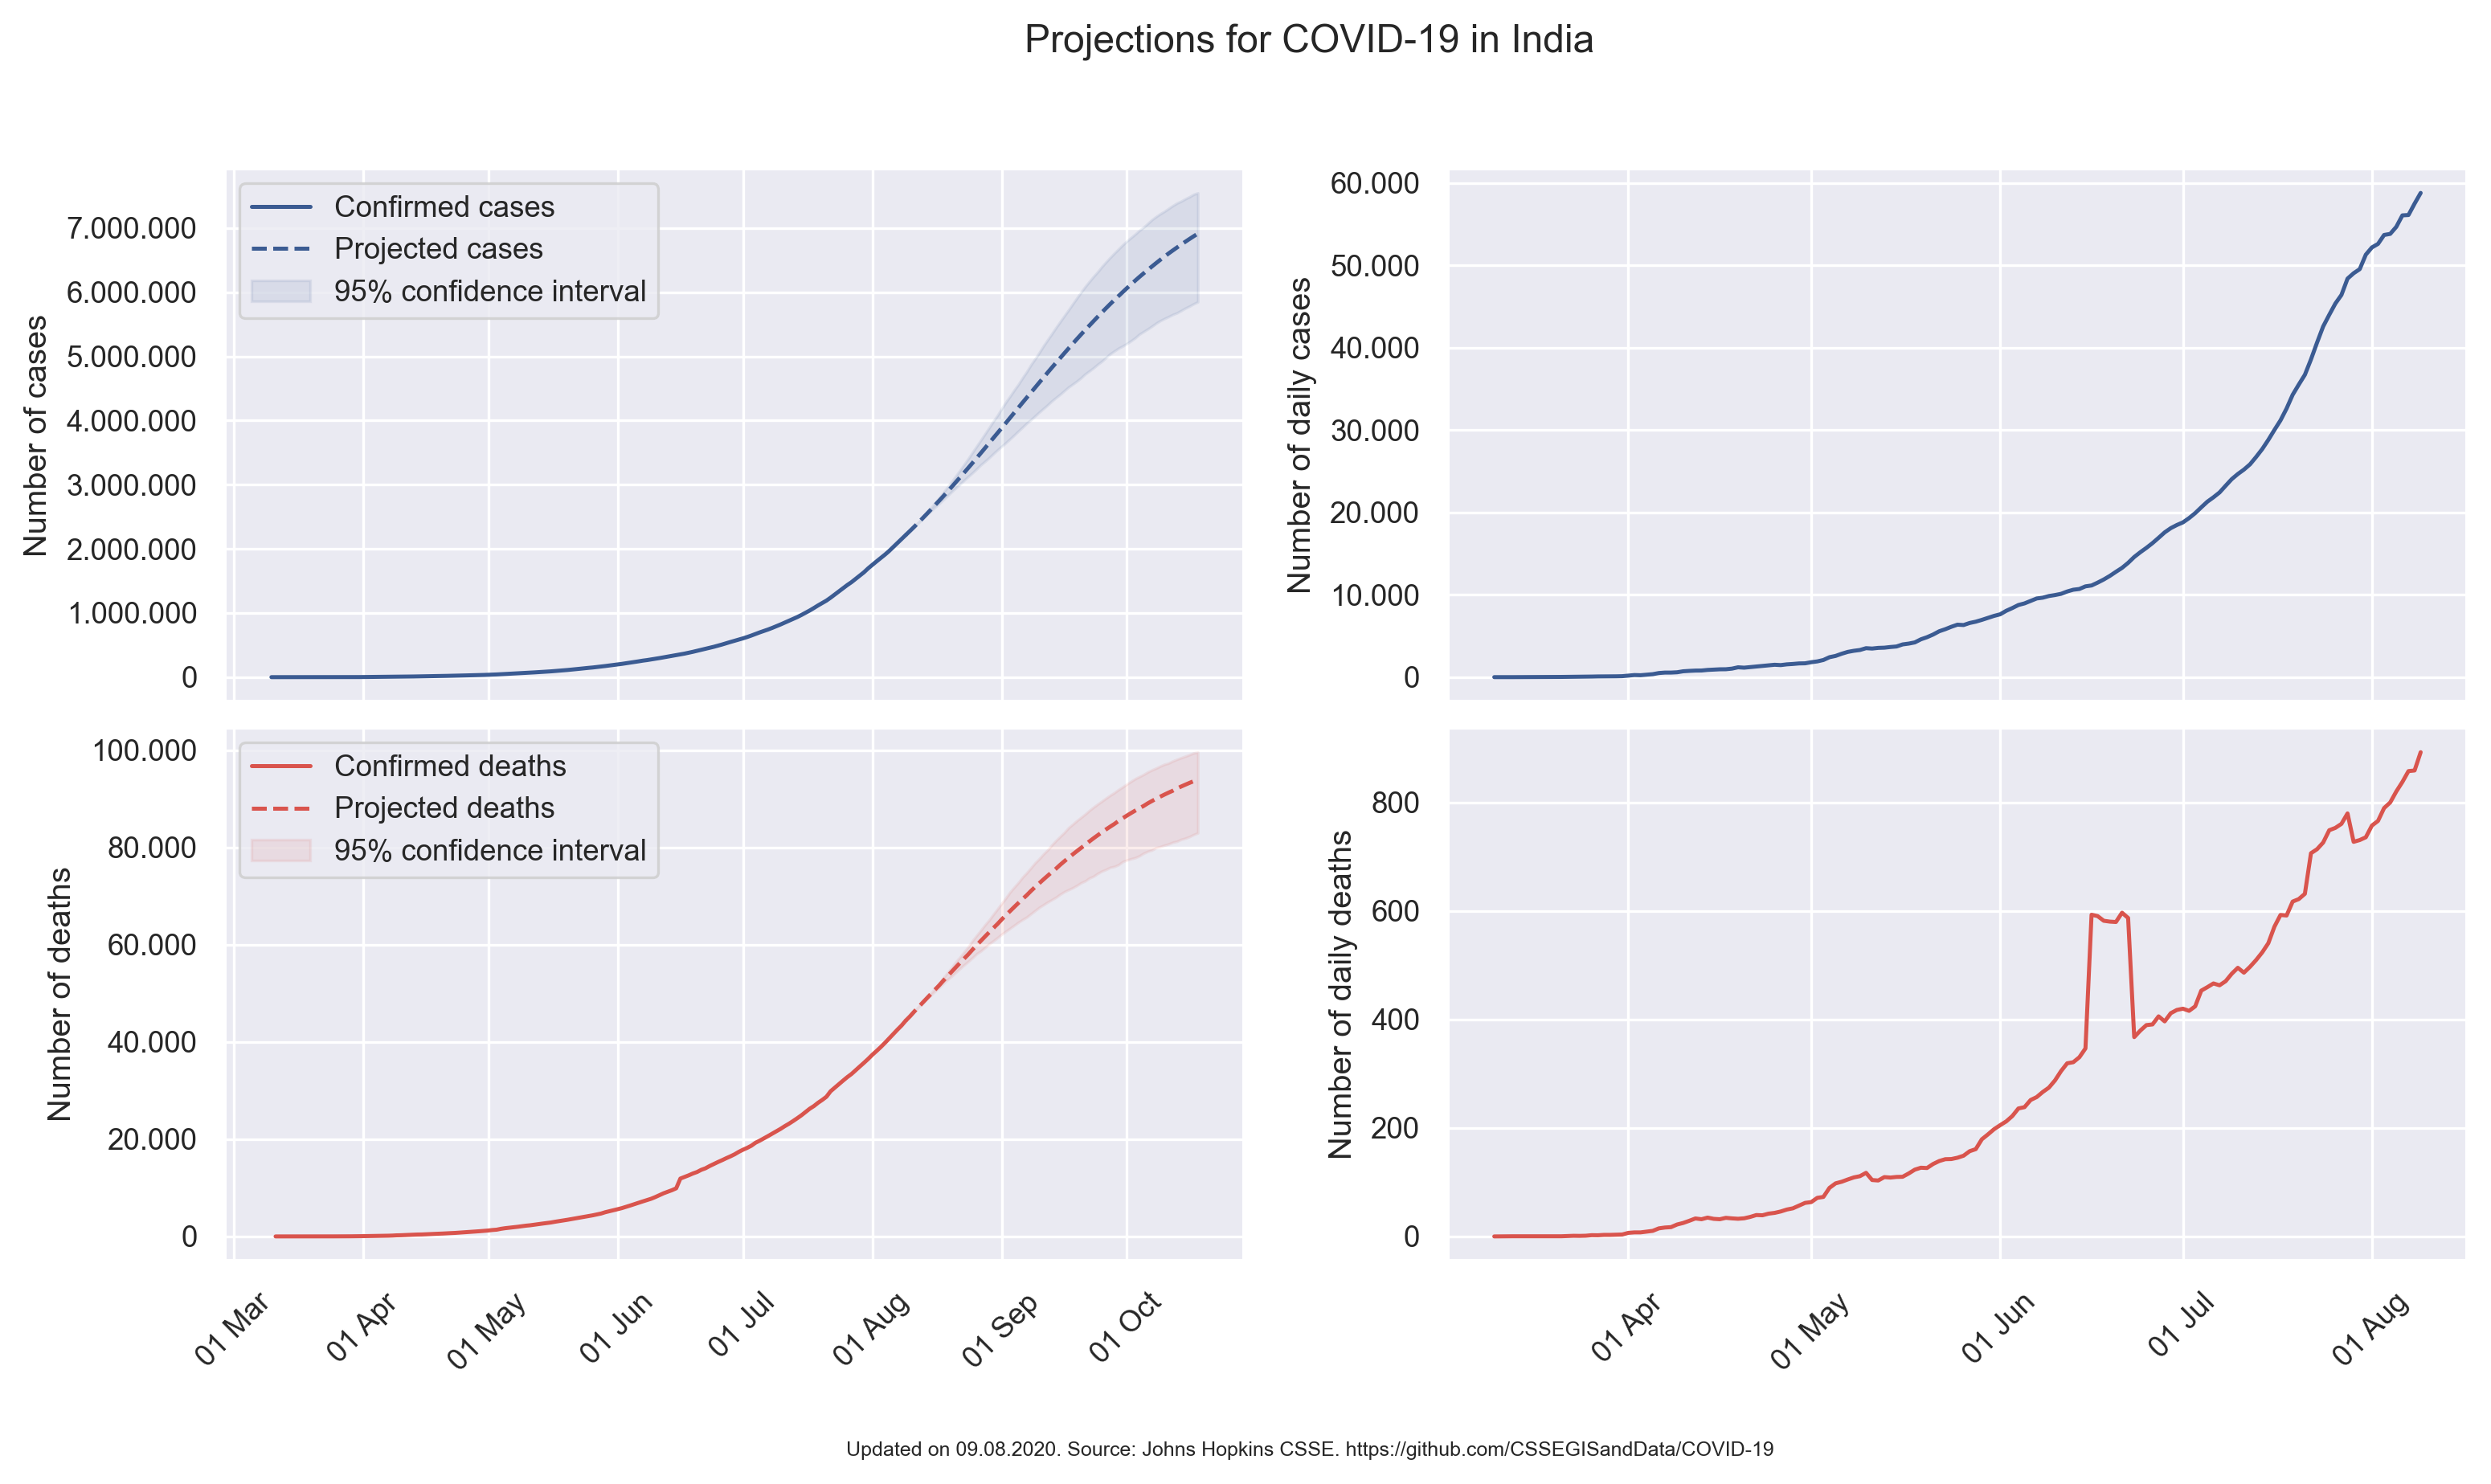 Projections for COVID-19 in India
Number of cases
7.000.000
6.000.000
5.000.000
4.000.000
3.000.000
2.000.000
1.000.000
0
Confirmed cases
Projected cases
95% confidence interval
Number of daily cases
60.000
50.000
40.000
30.000
20.000
10.000
0
Number of deaths
100.000
80.000
60.000
40.000
20.000
0
Confirmed deaths
Projected deaths
95% confidence interval
01 Mar
01 Apr
01 May
01 Jun
01 Jul
01 Aug
01 Sep
01 Oct
Number of daily deaths
800
600
400
200
0
01 Apr
01 May
01 Jun
01 Jul
01 Aug
Updated on 09.08.2020. Source: Johns Hopkins CSSE. https://github.com/CSSEGISandData/COVID-19